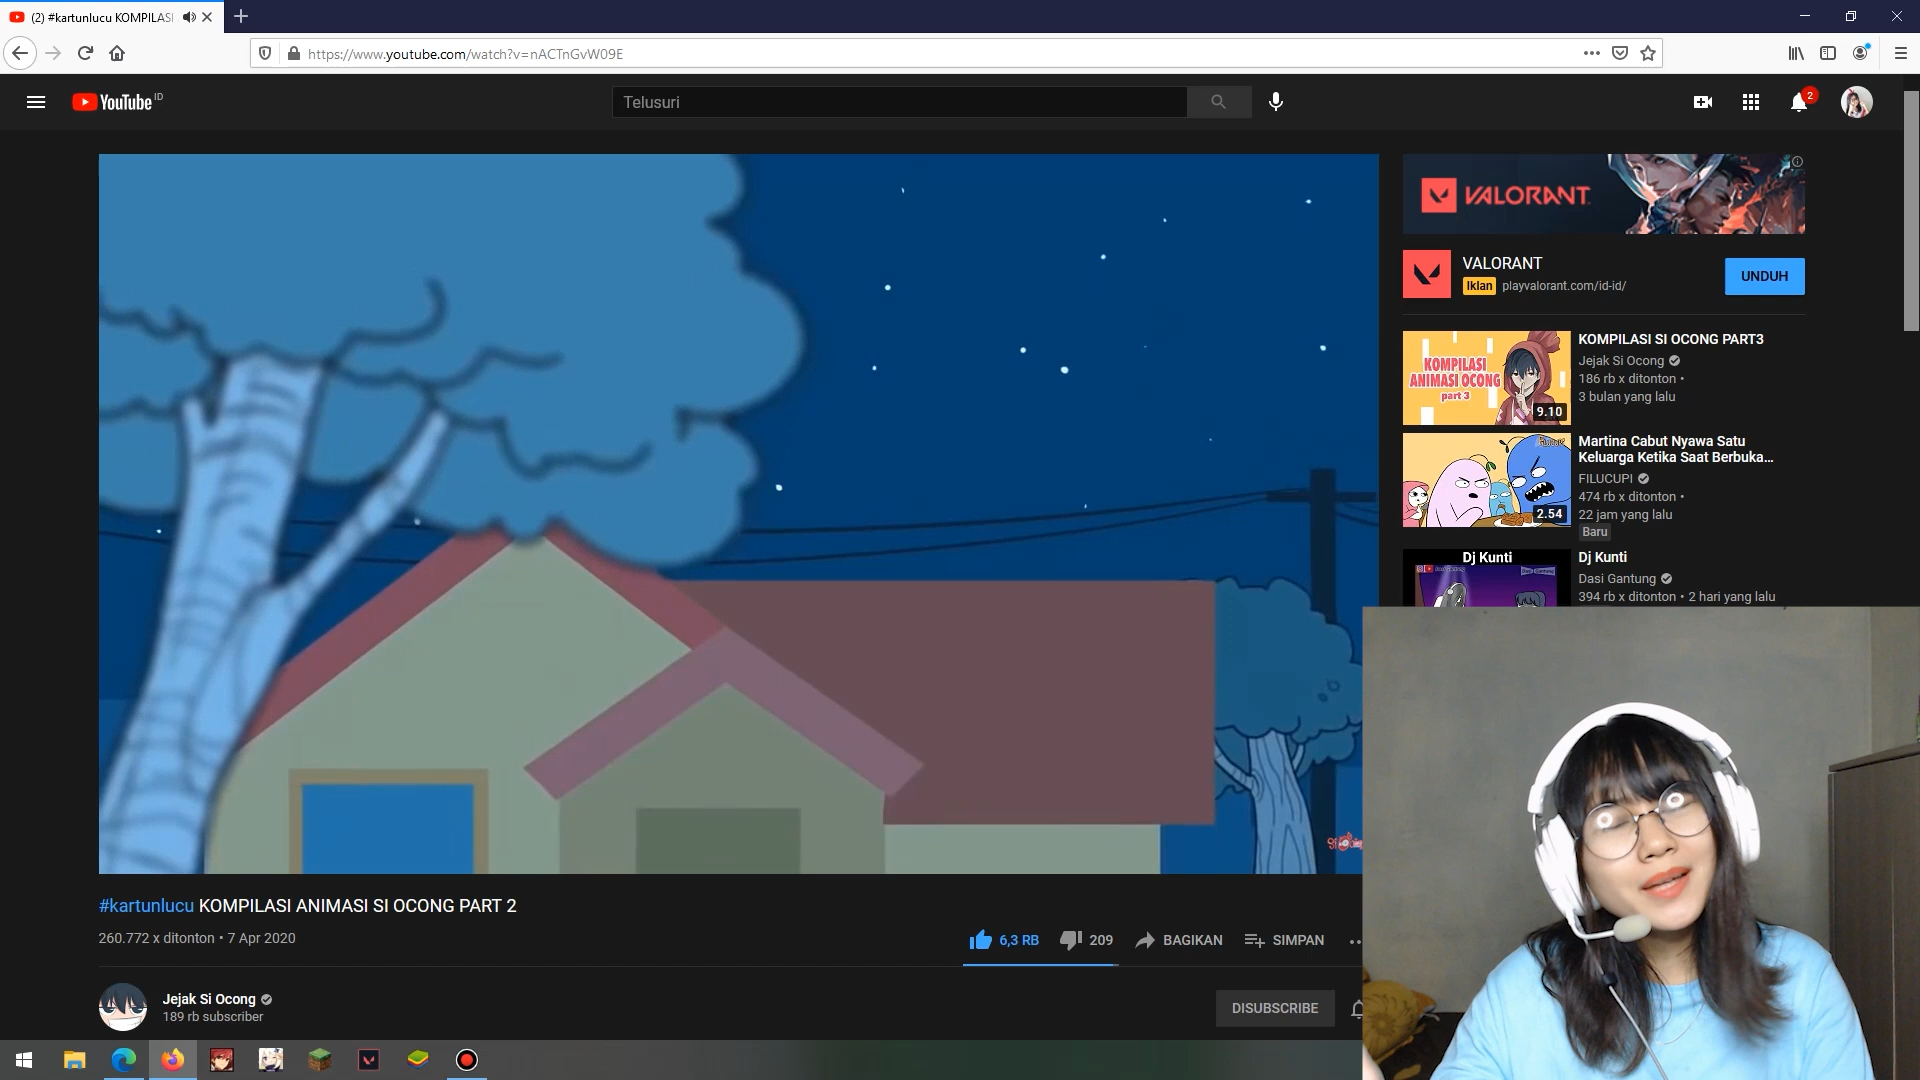 (2) #kartunlucu KOMPILASI
https://www.youtube.com/watch?v=nACTnGvW09E
YouTube ID
Telusuri
2
VALORANT
VALORANT
Iklan playvalorant.com/id-id/
UNDUH
KOMPILASI
ANIMASI OCONG
part 3
9.10
KOMPILASI SI OCONG PART3
Jejak Si Ocong
186 rb x ditonton •
3 bulan yang lalu
2.54
Martina Cabut Nyawa Satu
Keluarga Ketika Saat Berbuka...
FILUCUPI
474 rb x ditonton •
22 jam yang lalu
Baru
Dj Kunti
Dj Kunti
Dasi Gantung
394 rb x ditonton • 2 hari yang lalu
#kartunlucu KOMPILASI ANIMASI SI OCONG PART 2
260.772 x ditonton • 7 Apr 2020
6,3 RB
209
BAGIKAN
SIMPAN
Jejak Si Ocong
189 rb subscriber
DISUBSCRIBE